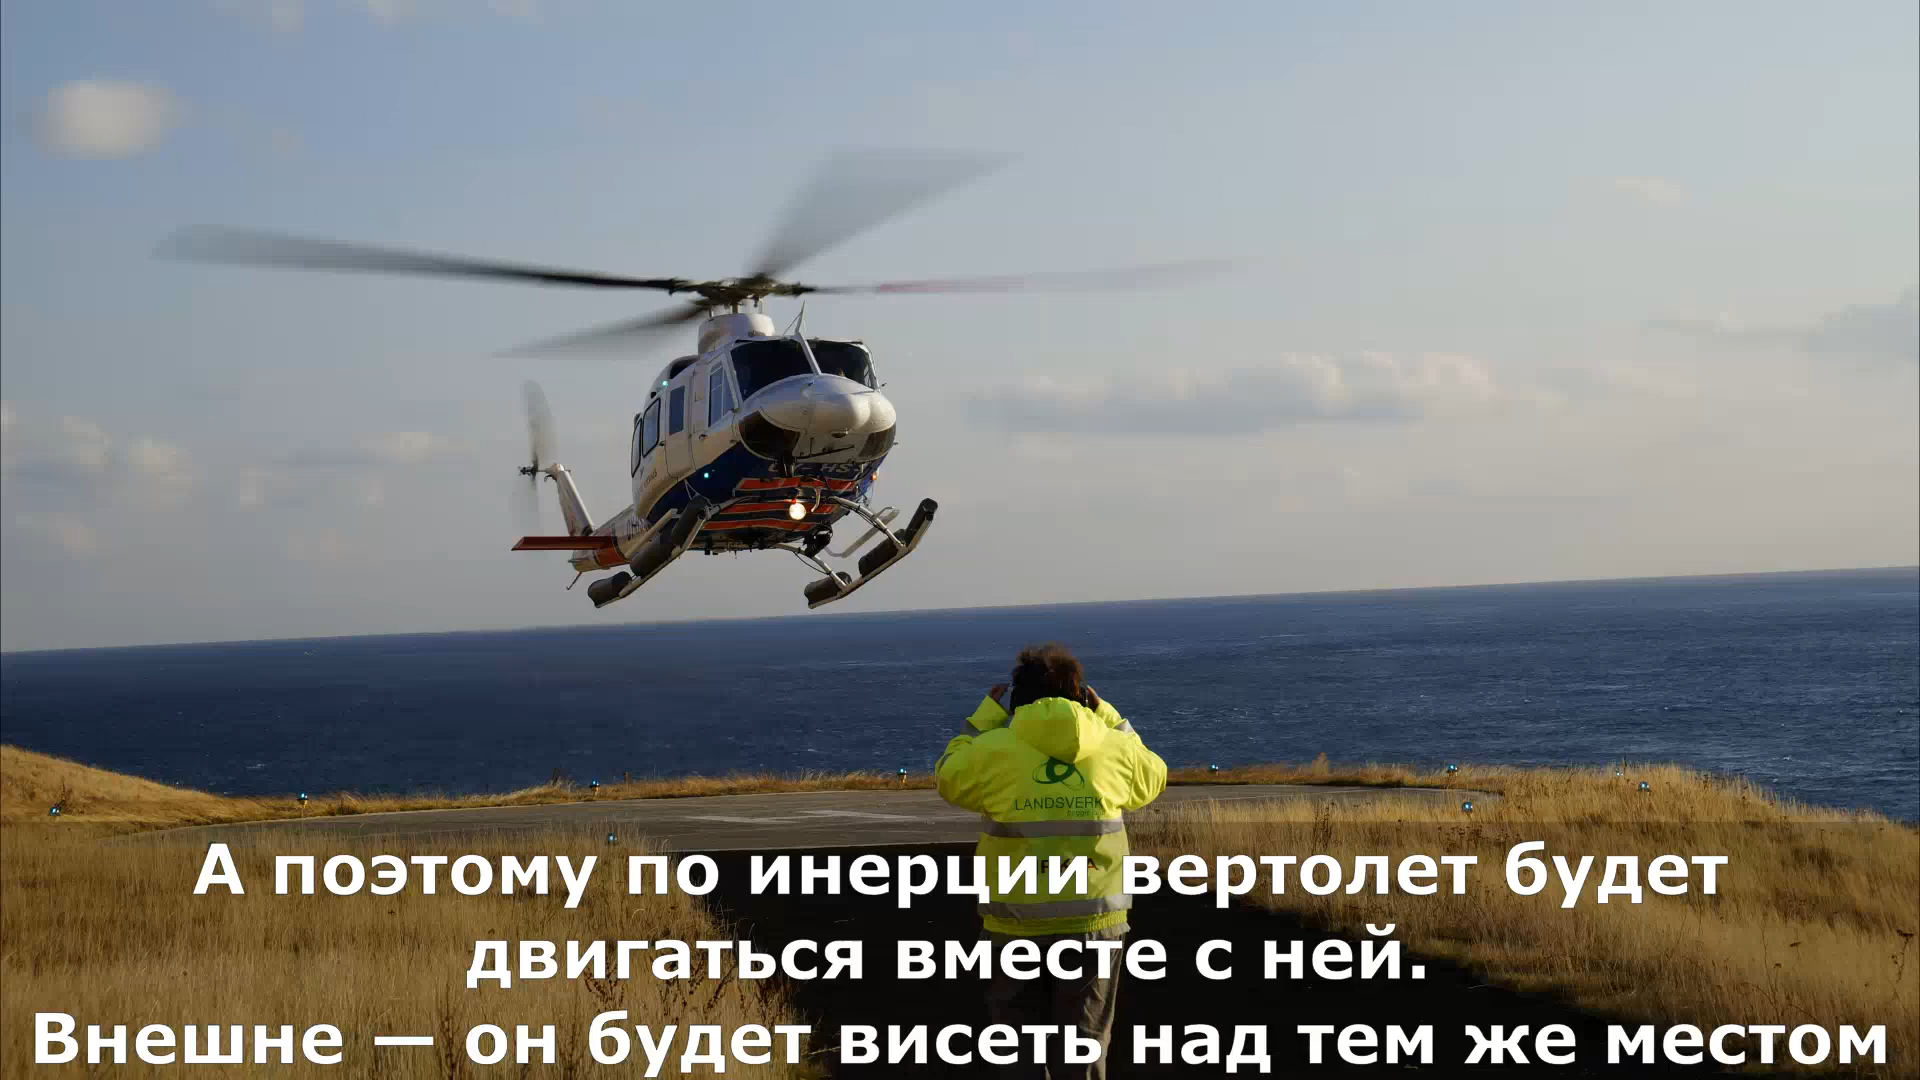 LANDSVERK
А поэтому по инерции вертолет будет
двигаться вместе с ней.
Внешне — он будет висеть над тем же местом